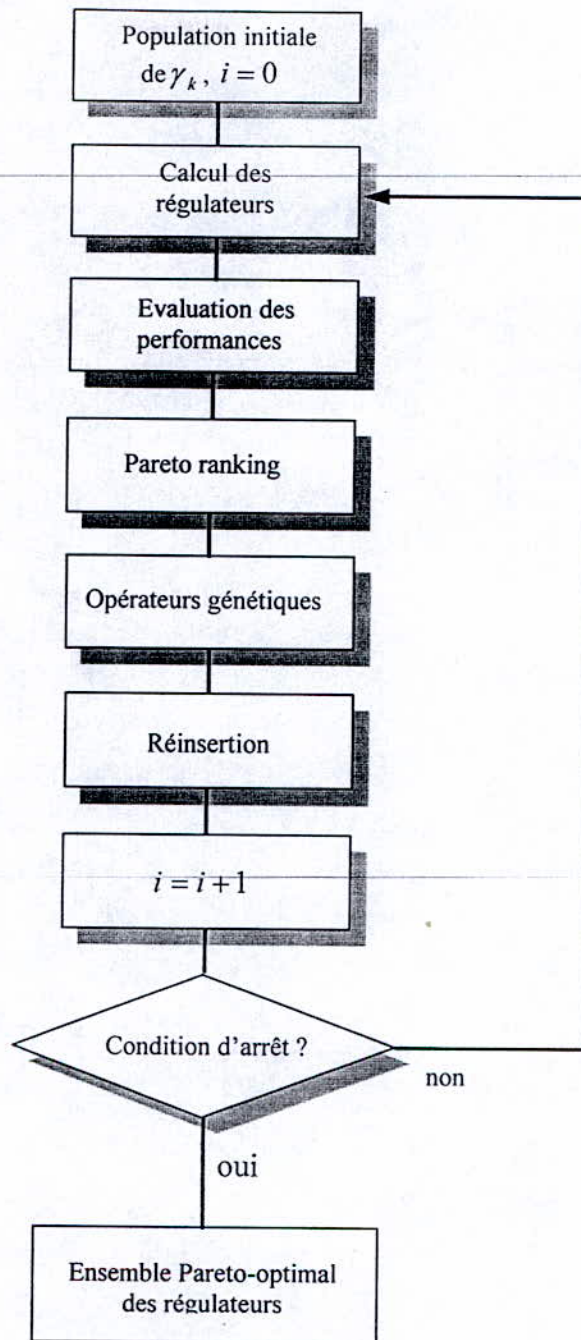 Population initiale
de γₖ, i = 0
Calcul des
régulateurs
Evaluation des
performances
Pareto ranking
Opérateurs génétiques
Réinsertion
i = i+1
Condition d'arrêt ?
non
oui
Ensemble Pareto-optimal
des régulateurs